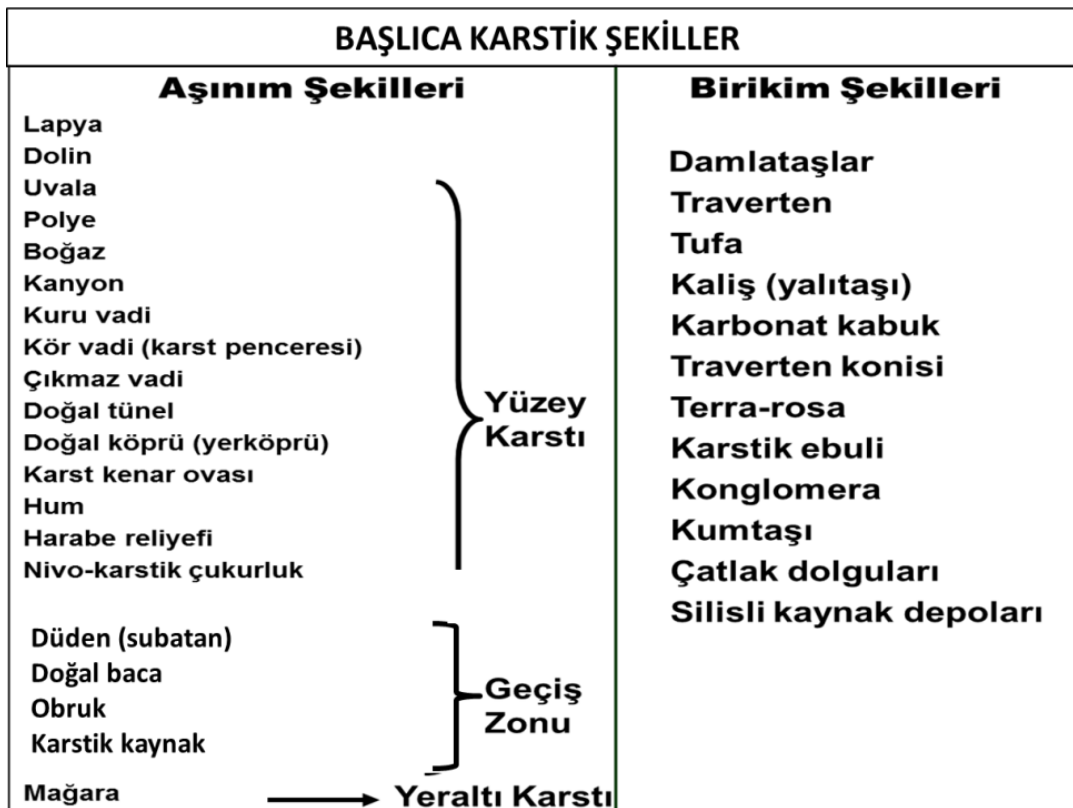 BAŞLICA KARSTİK ŞEKİLLER
Aşınım Şekilleri
Lapya
Dolin
Uvala
Polye
Boğaz
Kanyon
Kuru vadi
Kör vadi (karst penceresi)
Çıkmaz vadi
Doğal tünel
Doğal köprü (yerköprü)
Karst kenar ovası
Hum
Harabe reliyefi
Nivo-karstik çukurluk
Yüzey
Karstı
Düden (subatan)
Doğal baca
Obruk
Karstik kaynak
Geçiş
Zonu
Mağara
Yeraltı Karstı
Birikim Şekilleri
Damlataşlar
Traverten
Tufa
Kaliş (yalıtaşı)
Karbonat kabuk
Traverten konisi
Terra-rosa
Karstik ebuli
Konglomera
Kumtaşı
Çatlak dolguları
Silisli kaynak depoları